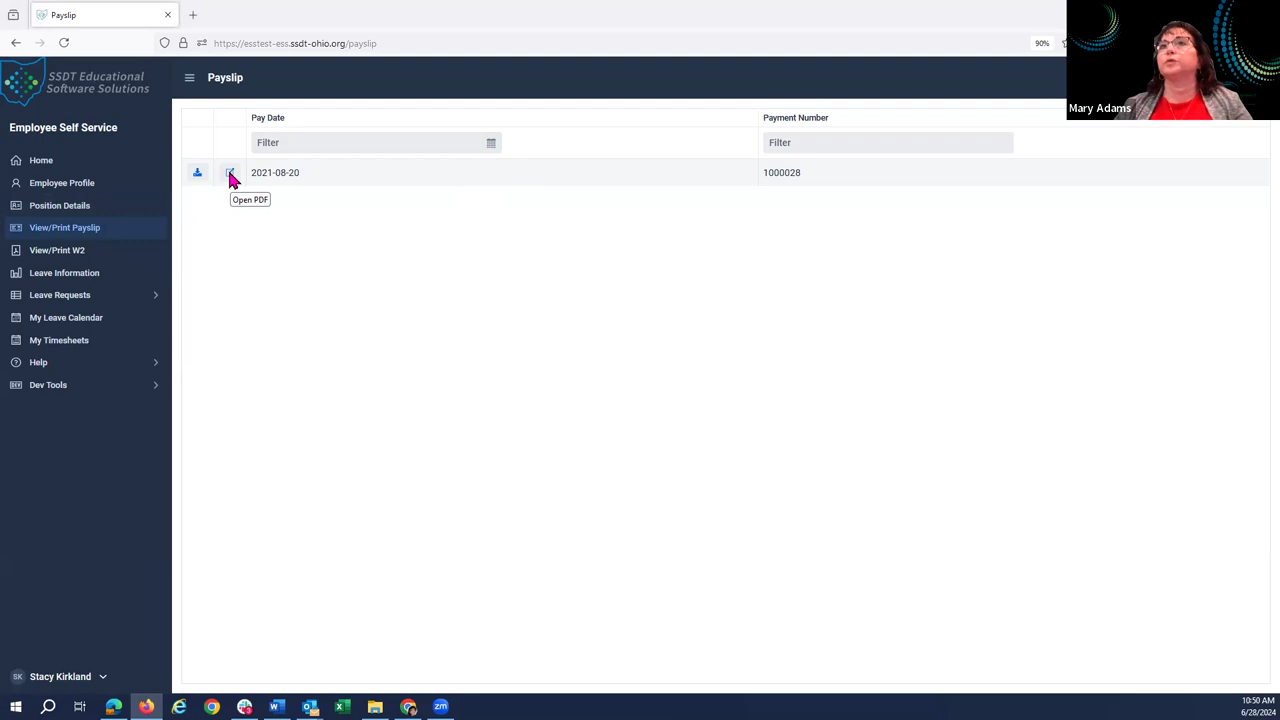 Payslip
https://esstest-ess.ssdt-ohio.org/payslip
90%
SSDT Educational
Software Solutions
Payslip
Mary Adams
Employee Self Service
Home
Employee Profile
Position Details
View/Print Payslip
View/Print W2
Leave Information
Leave Requests
My Leave Calendar
My Timesheets
Help
Dev Tools
Pay Date
Payment Number
Filter
Filter
2021-08-20
1000028
Open PDF
SK
Stacy Kirkland
zm
10:50 AM
6/28/2024